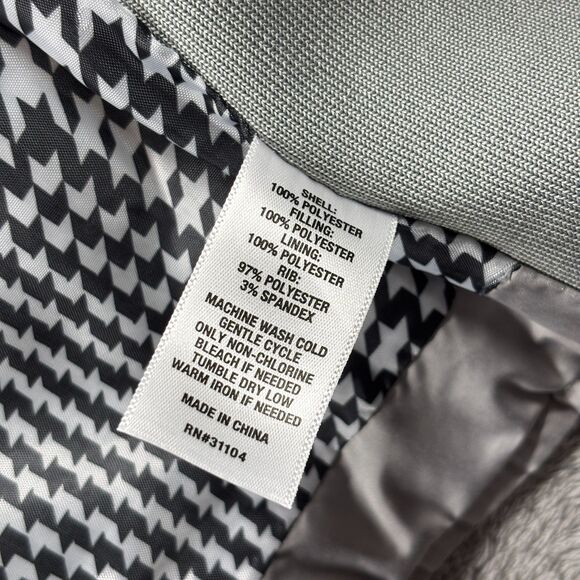 SHELL:
100% POLYESTER
FILLING:
100% POLYESTER
LINING:
100% POLYESTER
RIB:
97% POLYESTER
3% SPANDEX
MACHINE WASH COLD
GENTLE CYCLE
ONLY NON-CHLORINE
BLEACH IF NEEDED
TUMBLE DRY LOW
WARM IRON IF NEEDED
MADE IN CHINA
RN#31104